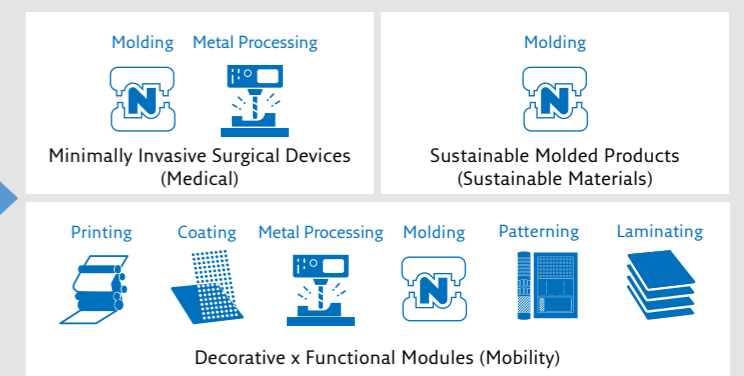 Molding Metal Processing
N
Minimally Invasive Surgical Devices
(Medical)
Molding
N
Sustainable Molded Products
(Sustainable Materials)
Printing Coating Metal Processing Molding Patterning Laminating
N
Decorative x Functional Modules (Mobility)